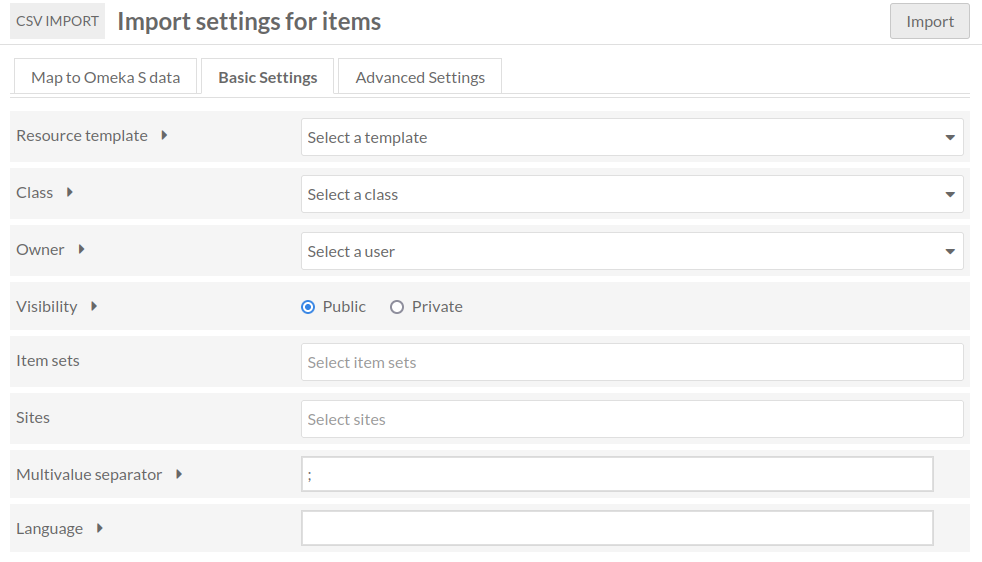 CSV IMPORT Import settings for items Import
Map to Omeka S data Basic Settings Advanced Settings
Resource template Select a template
Class Select a class
Owner Select a user
Visibility Public Private
Item sets Select item sets
Sites Select sites
Multivalue separator ;
Language